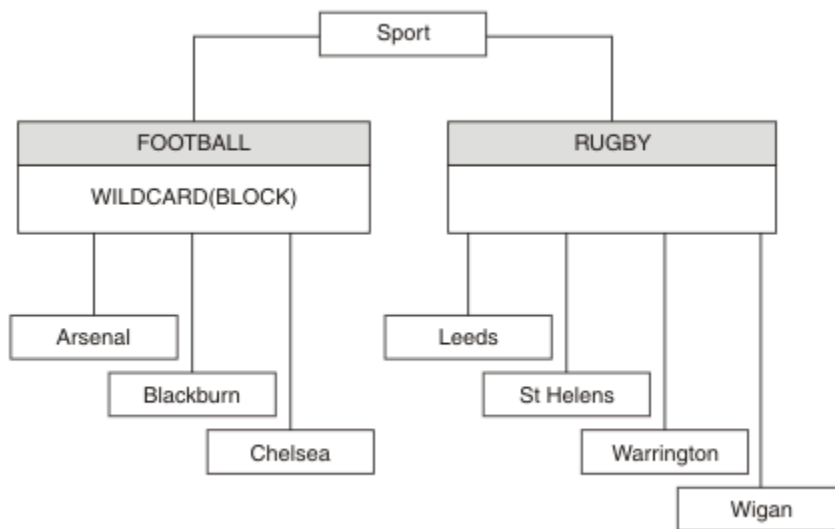 Sport
FOOTBALL
RUGBY
WILDCARD(BLOCK)
Arsenal
Leeds
Blackburn
St Helens
Chelsea
Warrington
Wigan